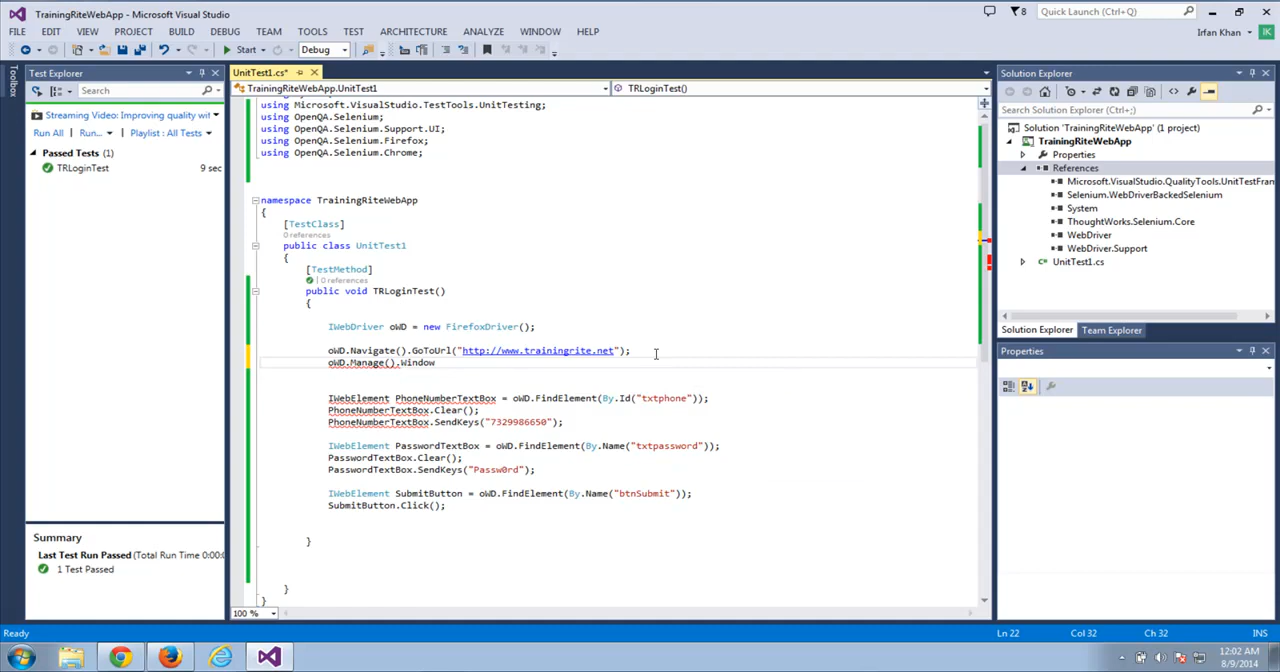 TrainingRiteWebApp - Microsoft Visual Studio
8
Quick Launch (Ctrl+Q)
FILE EDIT VIEW PROJECT BUILD DEBUG TEAM TOOLS TEST ARCHITECTURE ANALYZE WINDOW HELP
Irfan Khan
IK
Start
Debug
Toolbox
Test Explorer
Search
Streaming Video: Improving quality wit
Run All Run... Playlist : All Tests
Passed Tests (1)
TRLoginTest 9 sec
Summary
Last Test Run Passed (Total Run Time 0:00:0
1 Test Passed
UnitTest1.cs*
TrainingRiteWebApp.UnitTest1
TRLoginTest()
using Microsoft.VisualStudio.TestTools.UnitTesting;
using OpenQA.Selenium;
using OpenQA.Selenium.Support.UI;
using OpenQA.Selenium.Firefox;
using OpenQA.Selenium.Chrome;
namespace TrainingRiteWebApp
{
[TestClass]
0 references
public class UnitTest1
{
[TestMethod]
| 0 references
public void TRLoginTest()
{
IWebDriver oWD = new FirefoxDriver();
oWD.Navigate().GoToUrl("http://www.trainingrite.net");
oWD.Manage().Window
IWebElement PhoneNumberTextBox = oWD.FindElement(By.Id("txtphone"));
PhoneNumberTextBox.Clear();
PhoneNumberTextBox.SendKeys("7329986650");
IWebElement PasswordTextBox = oWD.FindElement(By.Name("txtpassword"));
PasswordTextBox.Clear();
PasswordTextBox.SendKeys("Passw0rd");
IWebElement SubmitButton = oWD.FindElement(By.Name("btnSubmit"));
SubmitButton.Click();
}
}
}
100 %
Solution Explorer
Search Solution Explorer (Ctrl+;)
Solution 'TrainingRiteWebApp' (1 project)
TrainingRiteWebApp
Properties
References
Microsoft.VisualStudio.QualityTools.UnitTestFran
Selenium.WebDriverBackedSelenium
System
ThoughtWorks.Selenium.Core
WebDriver
WebDriver.Support
C# UnitTest1.cs
Solution Explorer Team Explorer
Properties
Ready Ln 22 Col 32 Ch 32 INS
12:02 AM
8/9/2014